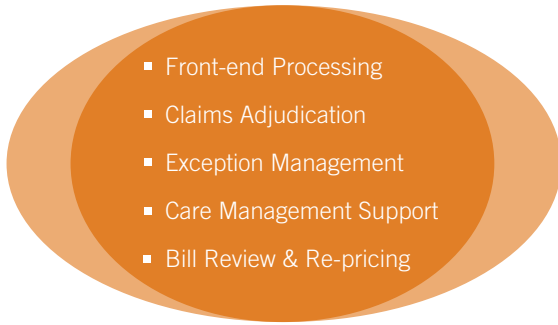 ▪ Front-end Processing
▪ Claims Adjudication
▪ Exception Management
▪ Care Management Support
▪ Bill Review & Re-pricing